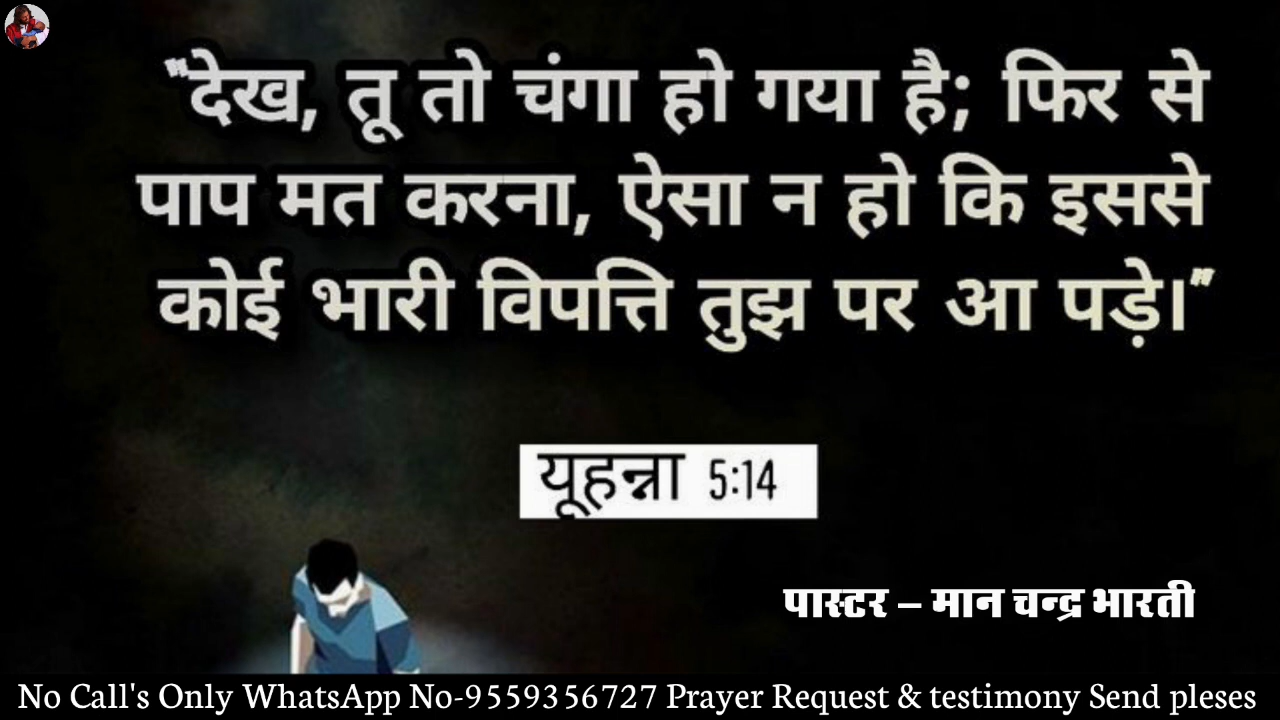 "देख, तू तो चंगा हो गया है; फिर से
पाप मत करना, ऐसा न हो कि इससे
कोई भारी विपत्ति तुझ पर आ पड़े।"
यूहन्ना 5:14
पास्टर – मान चन्द्र भारती
No Call's Only WhatsApp No-9559356727 Prayer Request & testimony Send pleses